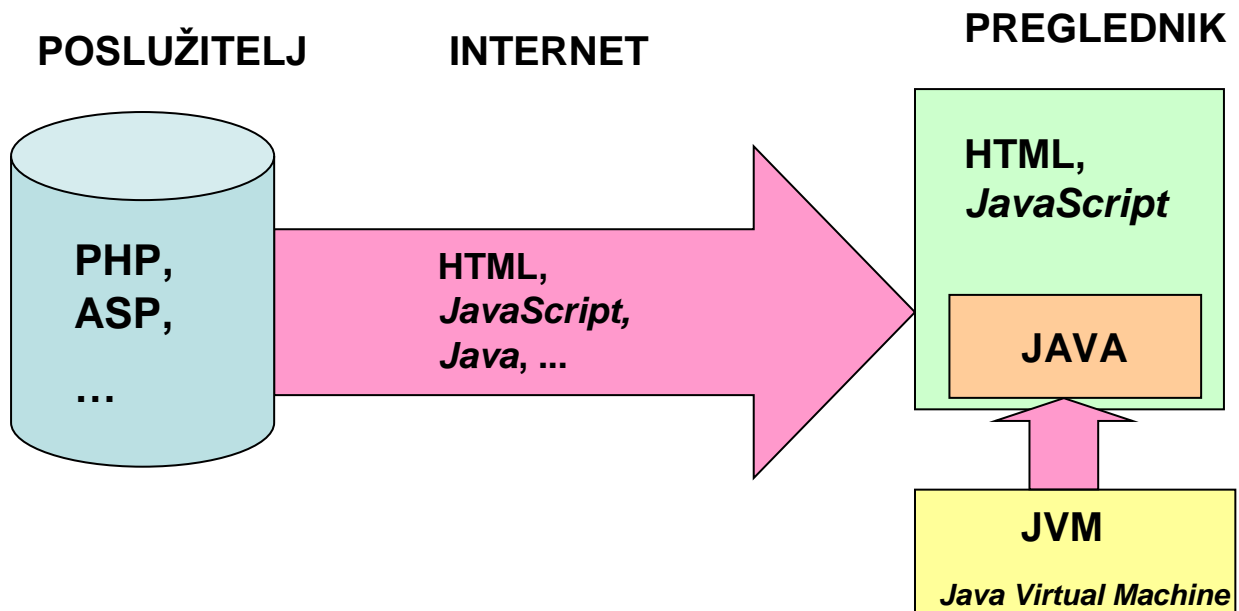 POSLUŽITELJ
INTERNET
PREGLEDNIK
PHP,
ASP,
…
HTML,
JavaScript,
Java, ...
HTML,
JavaScript
JAVA
JVM
Java Virtual Machine